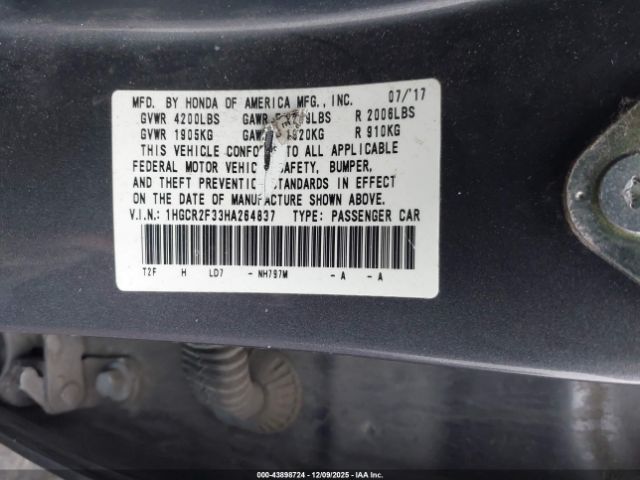 MFD. BY HONDA OF AMERICA MFG., INC. 07/'17
GVWR 4200LBS GAWR LBS R 2006LBS
GVWR 1905KG R 910KG
THIS VEHICLE TO ALL APPLICABLE
FEDERAL MOTOR SAFETY, BUMPER,
AND THEFT STANDARDS IN EFFECT
ON THE DATE OF MANUFACTURE SHOWN ABOVE.
V.I.N.: 1HGCR2F33HA264837 TYPE: PASSENGER CAR
T2F H LD7 - NH797M - A - A
000-43898724 | 12/09/2025 | IAA Inc.